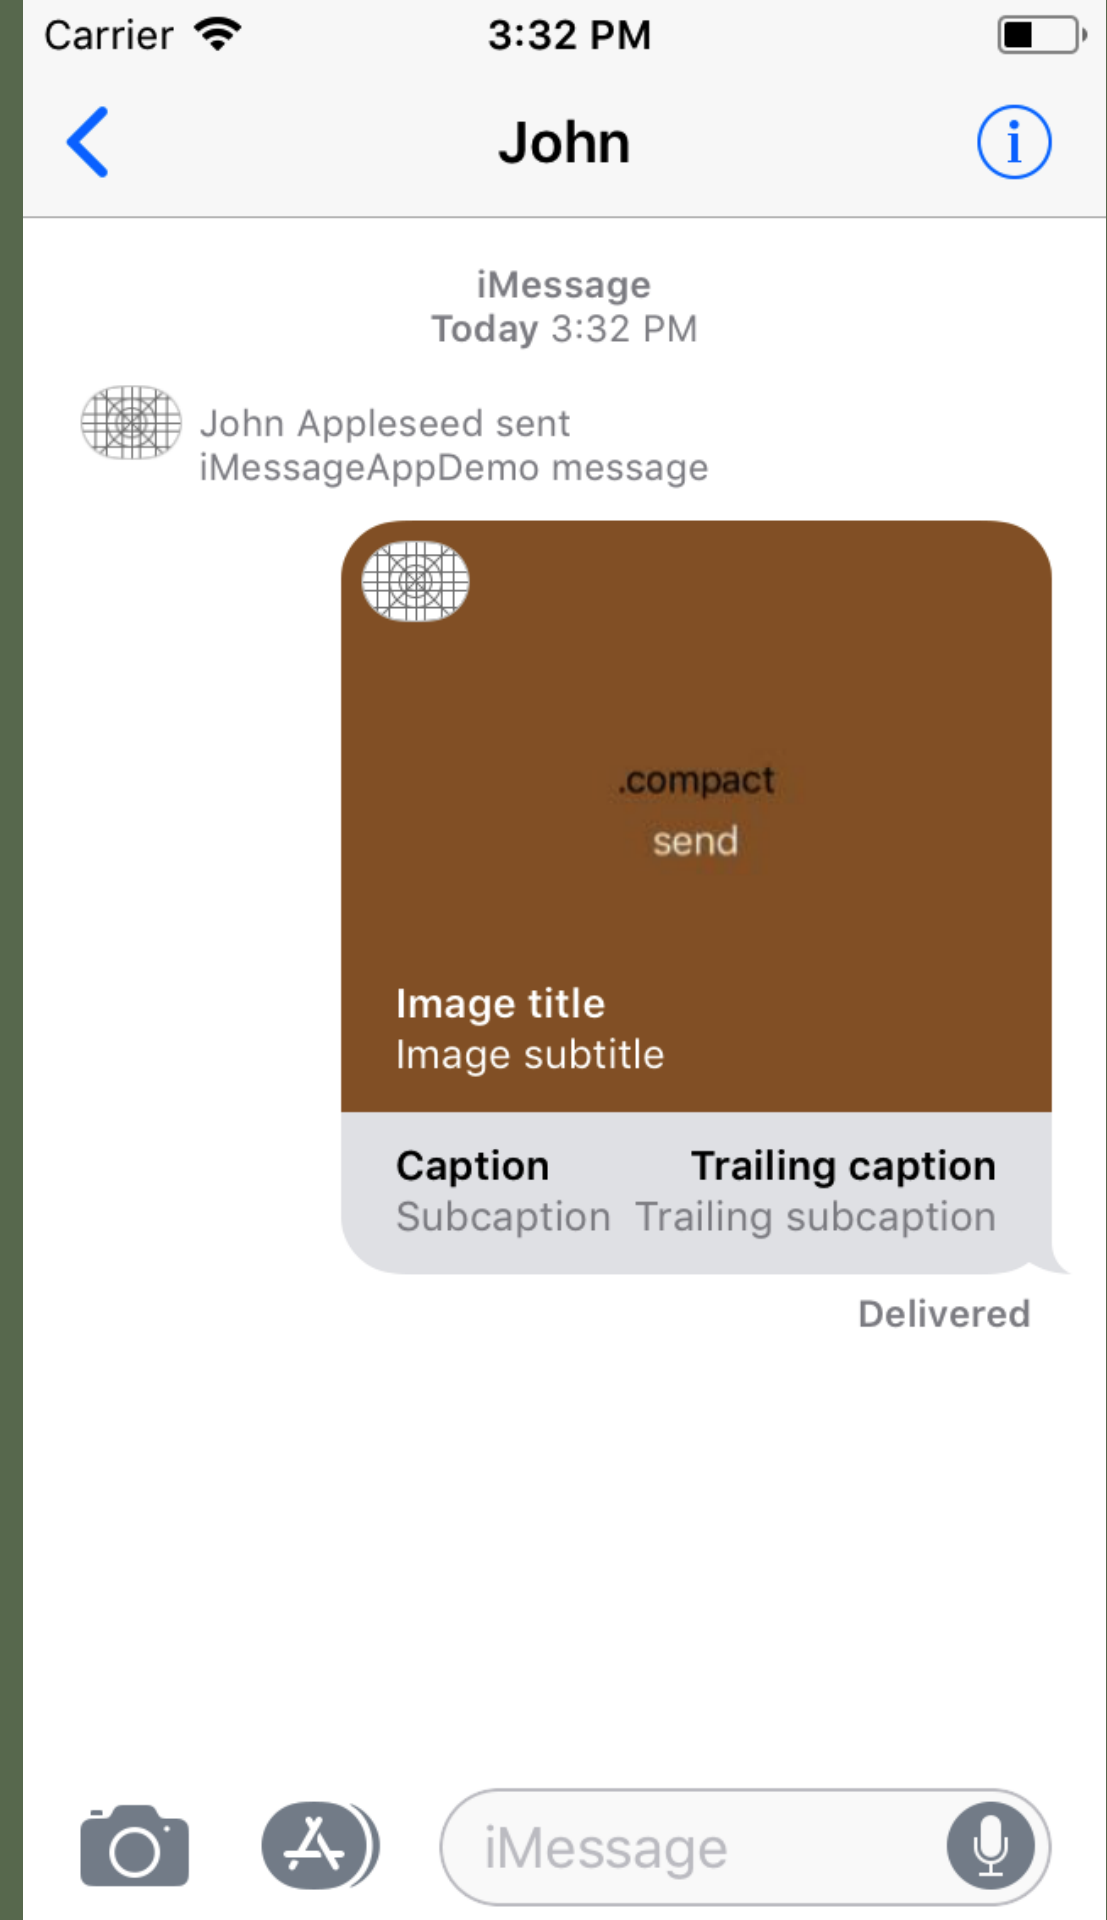 Carrier 3:32 PM
John
iMessage
Today 3:32 PM
John Appleseed sent
iMessageAppDemo message
.compact
send
Image title
Image subtitle
Caption Trailing caption
Subcaption Trailing subcaption
Delivered
iMessage